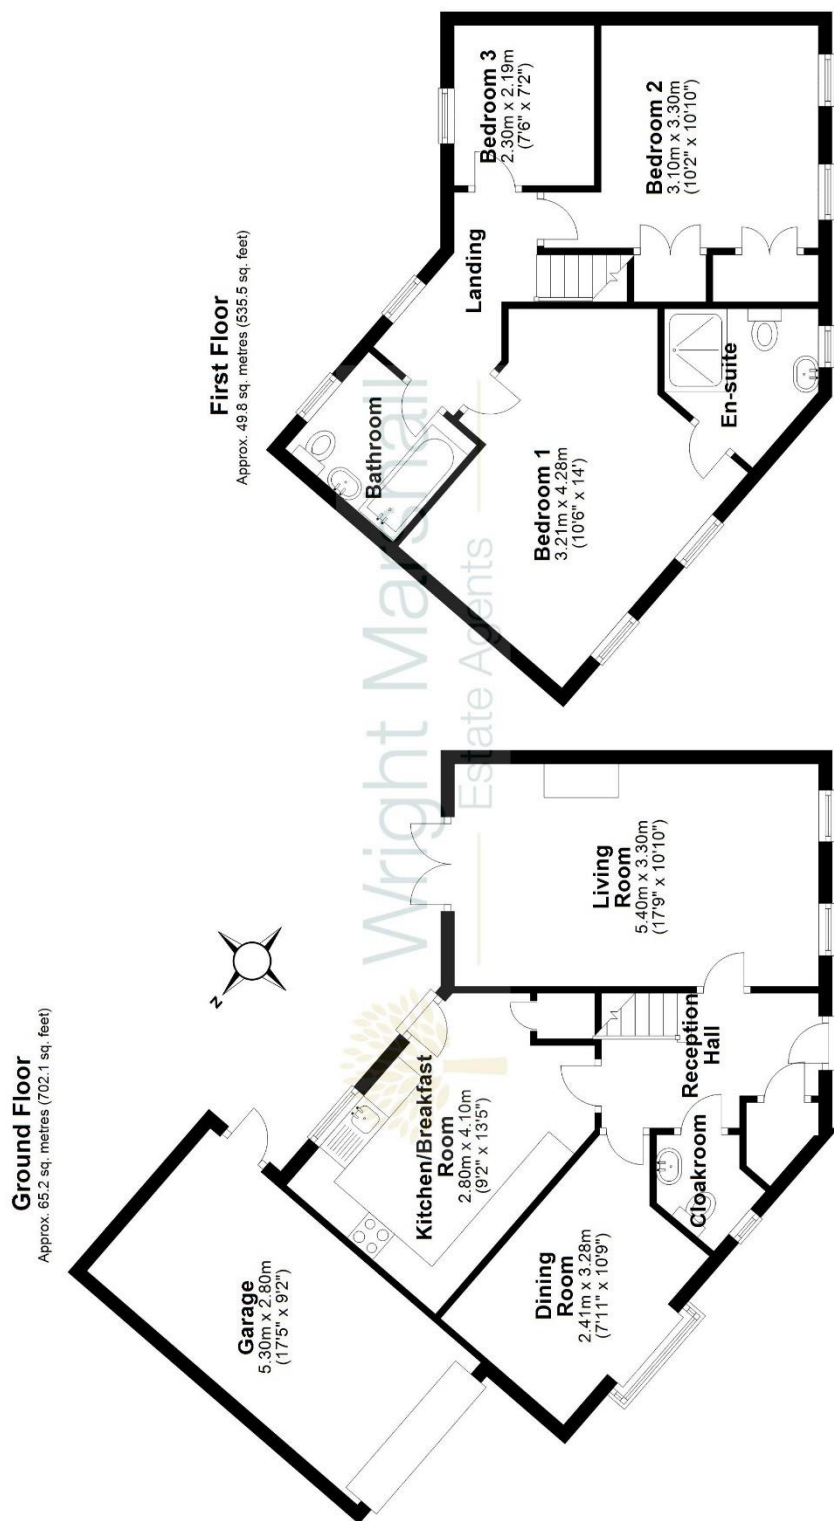 Ground Floor
Approx. 65.2 sq. metres (702.1 sq. feet)
N
Garage
5.30m x 2.80m
(17'5" x 9'2")
Kitchen/Breakfast
Room
2.80m x 4.10m
(9'2" x 13'5")
Dining
Room
2.41m x 3.28m
(7'11" x 10'9")
Cloakroom
Reception
Hall
Living
Room
5.40m x 3.30m
(17'9" x 10'10")
First Floor
Approx. 49.8 sq. metres (535.5 sq. feet)
Bathroom
Landing
Bedroom 3
2.30m x 2.19m
(7'6" x 7'2")
Bedroom 1
3.21m x 4.28m
(10'6" x 14')
En-suite
Bedroom 2
3.10m x 3.30m
(10'2" x 10'10")
Wright Marshall
Estate Agents